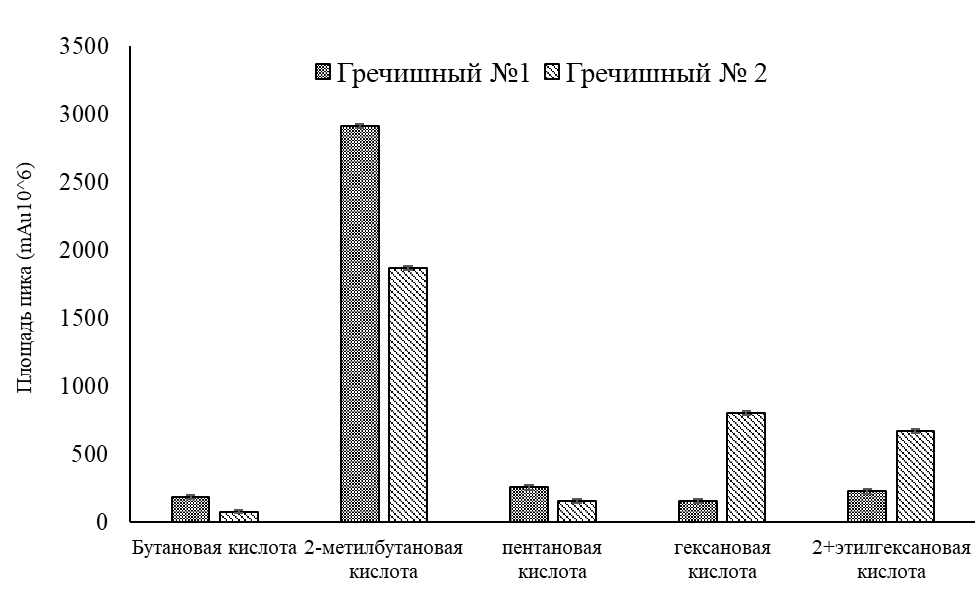 3500
3000
2500
2000
1500
1000
500
0
Площадь пика (mAu10^6)
Гречишный №1 Гречишный № 2
Бутановая кислота 2-метилбутановая пентановая гексановая 2+этилгексановая
кислота кислота кислота кислота